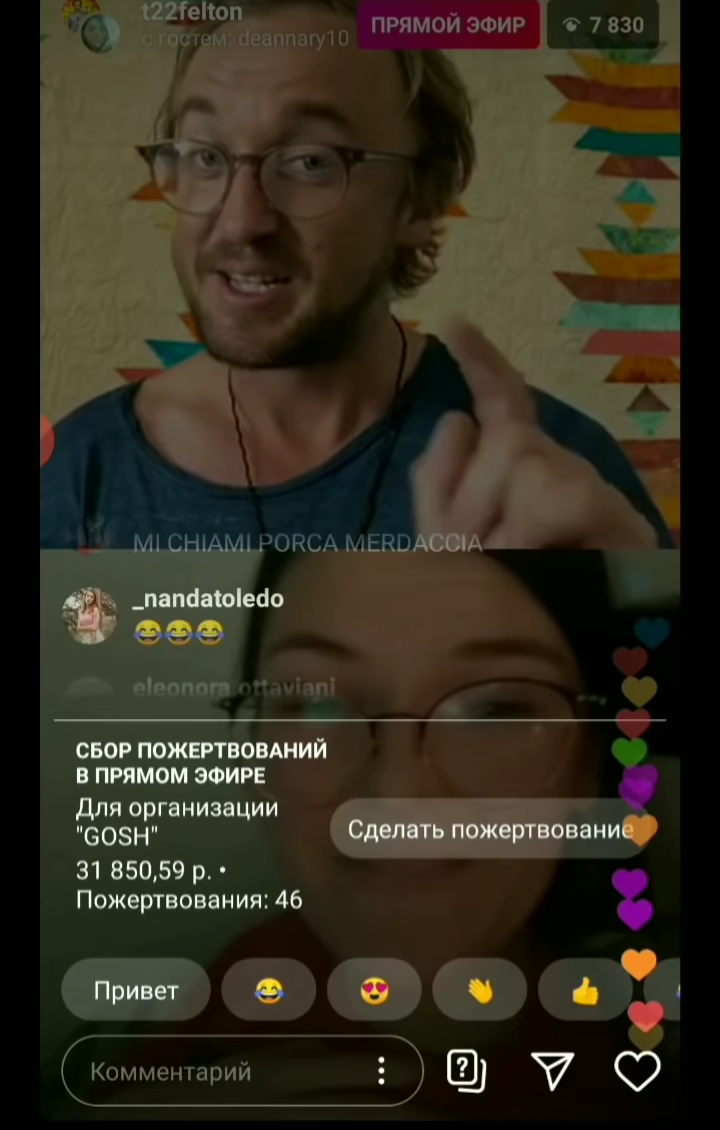 t22felton
с гостем: deannary10
ПРЯМОЙ ЭФИР
7 830
MI CHIAMI PORCA MERDACCIA
_nandatoledo
😂😂😂
eleonora.ottaviani
СБОР ПОЖЕРТВОВАНИЙ
В ПРЯМОМ ЭФИРЕ
Для организации
"GOSH"
31 850,59 р. •
Пожертвования: 46
Сделать пожертвование
Привет
Комментарий